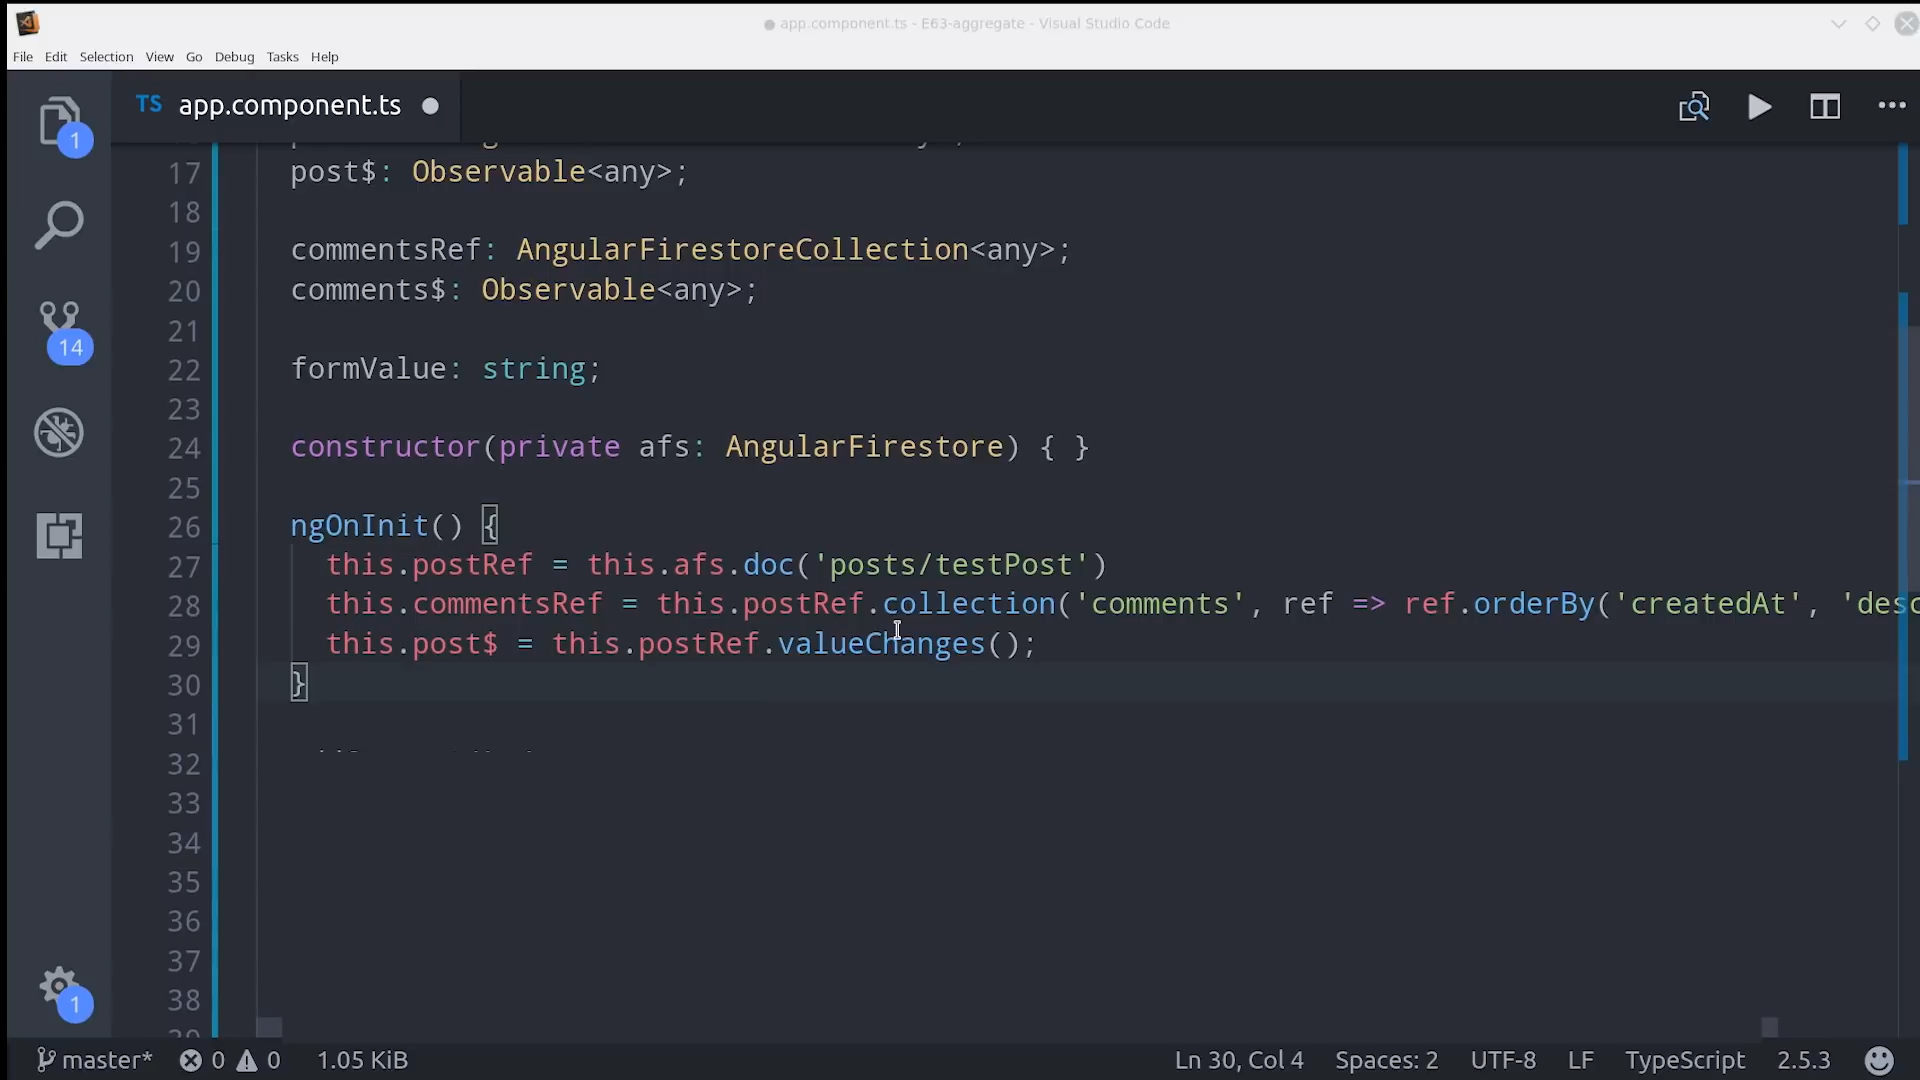 ● app.component.ts - E63-aggregate - Visual Studio Code
File Edit Selection View Go Debug Tasks Help
TS app.component.ts ●
17 post$: Observable<any>;
18
19 commentsRef: AngularFirestoreCollection<any>;
20 comments$: Observable<any>;
21
22 formValue: string;
23
24 constructor(private afs: AngularFirestore) { }
25
26 ngOnInit() {
27 this.postRef = this.afs.doc('posts/testPost')
28 this.commentsRef = this.postRef.collection('comments', ref => ref.orderBy('createdAt', 'desc
29 this.post$ = this.postRef.valueChanges();
30 }
31
32
33
34
35
36
37
38
1
14
1
master* 0 0 1.05 KiB Ln 30, Col 4 Spaces: 2 UTF-8 LF TypeScript 2.5.3